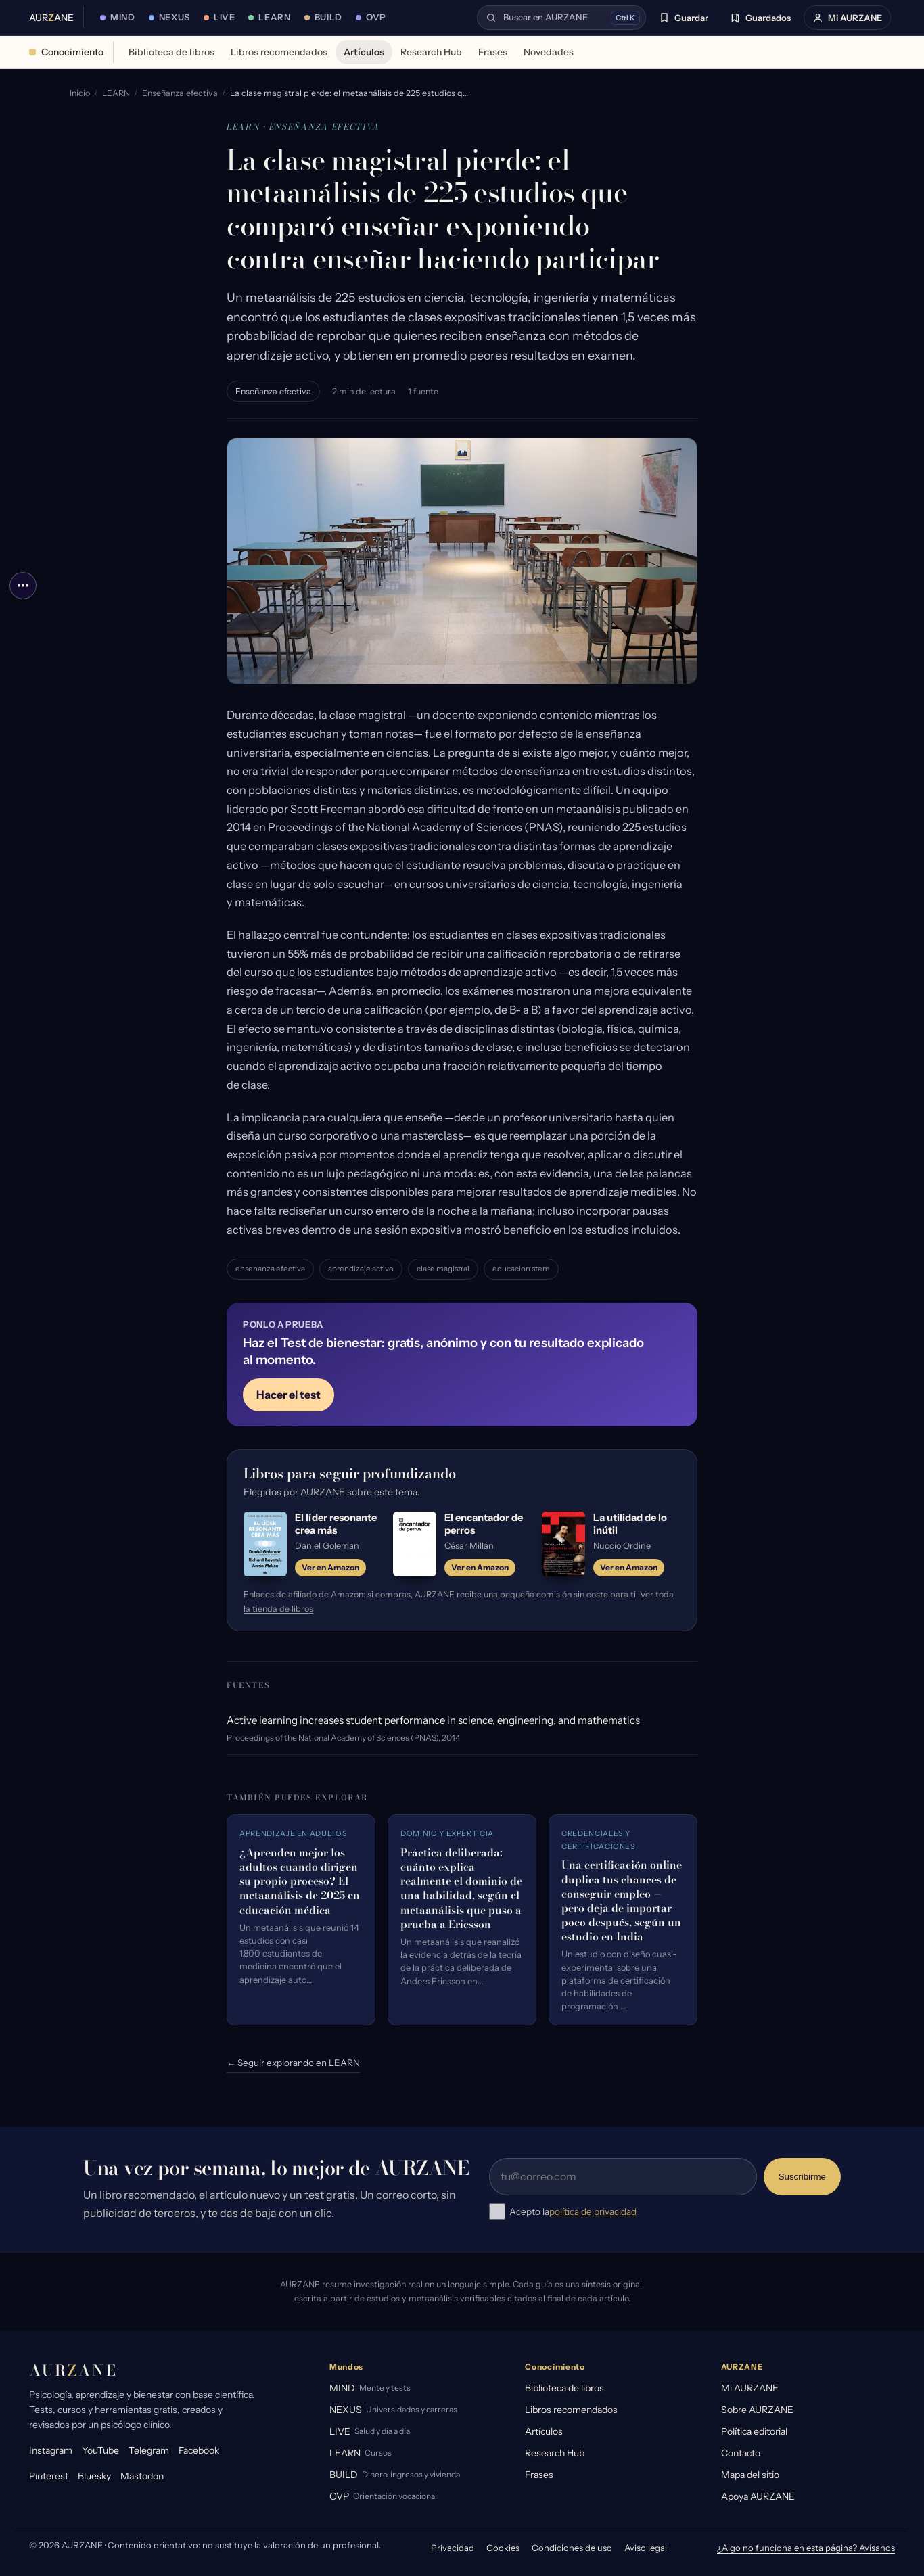 AURZANE
MIND
NEXUS
LIVE
LEARN
BUILD
OVP
Buscar en AURZANE
Ctrl K
Guardar
Guardados
Mi AURZANE
Conocimiento
Biblioteca de libros
Libros recomendados
Artículos
Research Hub
Frases
Novedades
Inicio / LEARN / Enseñanza efectiva / La clase magistral pierde: el metaanálisis de 225 estudios q...
LEARN · ENSEÑANZA EFECTIVA
La clase magistral pierde: el
metaanálisis de 225 estudios que
comparó enseñar exponiendo
contra enseñar haciendo participar
Un metaanálisis de 225 estudios en ciencia, tecnología, ingeniería y matemáticas
encontró que los estudiantes de clases expositivas tradicionales tienen 1,5 veces más
probabilidad de reprobar que quienes reciben enseñanza con métodos de
aprendizaje activo, y obtienen en promedio peores resultados en examen.
Enseñanza efectiva
2 min de lectura
1 fuente
Durante décadas, la clase magistral —un docente exponiendo contenido mientras los
estudiantes escuchan y toman notas— fue el formato por defecto de la enseñanza
universitaria, especialmente en ciencias. La pregunta de si existe algo mejor, y cuánto mejor,
no era trivial de responder porque comparar métodos de enseñanza entre estudios distintos,
con poblaciones distintas y materias distintas, es metodológicamente difícil. Un equipo
liderado por Scott Freeman abordó esa dificultad de frente en un metaanálisis publicado en
2014 en Proceedings of the National Academy of Sciences (PNAS), reuniendo 225 estudios
que comparaban clases expositivas tradicionales contra distintas formas de aprendizaje
activo —métodos que hacen que el estudiante resuelva problemas, discuta o practique en
clase en lugar de solo escuchar— en cursos universitarios de ciencia, tecnología, ingeniería
y matemáticas.
El hallazgo central fue contundente: los estudiantes en clases expositivas tradicionales
tuvieron un 55% más de probabilidad de recibir una calificación reprobatoria o de retirarse
del curso que los estudiantes bajo métodos de aprendizaje activo —es decir, 1,5 veces más
riesgo de fracasar—. Además, en promedio, los exámenes mostraron una mejora equivalente
a cerca de un tercio de una calificación (por ejemplo, de B- a B) a favor del aprendizaje activo.
El efecto se mantuvo consistente a través de disciplinas distintas (biología, física, química,
ingeniería, matemáticas) y de distintos tamaños de clase, e incluso beneficios se detectaron
cuando el aprendizaje activo ocupaba una fracción relativamente pequeña del tiempo
de clase.
La implicancia para cualquiera que enseñe —desde un profesor universitario hasta quien
diseña un curso corporativo o una masterclass— es que reemplazar una porción de la
exposición pasiva por momentos donde el aprendiz tenga que resolver, aplicar o discutir el
contenido no es un lujo pedagógico ni una moda: es, con esta evidencia, una de las palancas
más grandes y consistentes disponibles para mejorar resultados de aprendizaje medibles. No
hace falta rediseñar un curso entero de la noche a la mañana; incluso incorporar pausas
activas breves dentro de una sesión expositiva mostró beneficio en los estudios incluidos.
ensenanza efectiva
aprendizaje activo
clase magistral
educacion stem
PONLO A PRUEBA
Haz el Test de bienestar: gratis, anónimo y con tu resultado explicado
al momento.
Hacer el test
Libros para seguir profundizando
Elegidos por AURZANE sobre este tema.
EL LÍDER
RESONANTE
CREA MÁS
Daniel Goleman
Richard Boyatzis
Annie McKee
El líder resonante
crea más
Daniel Goleman
Ver en Amazon
El
encantador
de perros
El encantador de
perros
César Millán
Ver en Amazon
La utilidad de lo
inútil
Nuccio Ordine
Ver en Amazon
Enlaces de afiliado de Amazon: si compras, AURZANE recibe una pequeña comisión sin coste para ti. Ver toda
la tienda de libros
FUENTES
Active learning increases student performance in science, engineering, and mathematics
Proceedings of the National Academy of Sciences (PNAS), 2014
TAMBIÉN PUEDES EXPLORAR
APRENDIZAJE EN ADULTOS
¿Aprenden mejor los
adultos cuando dirigen
su propio proceso? El
metaanálisis de 2025 en
educación médica
Un metaanálisis que reunió 14
estudios con casi
1.800 estudiantes de
medicina encontró que el
aprendizaje auto...
DOMINIO Y EXPERTICIA
Práctica deliberada:
cuánto explica
realmente el dominio de
una habilidad, según el
metaanálisis que puso a
prueba a Ericsson
Un metaanálisis que reanalizó
la evidencia detrás de la teoría
de la práctica deliberada de
Anders Ericsson en...
CREDENCIALES Y
CERTIFICACIONES
Una certificación online
duplica tus chances de
conseguir empleo —
pero deja de importar
poco después, según un
estudio en India
Un estudio con diseño cuasi-
experimental sobre una
plataforma de certificación
de habilidades de
programación ...
← Seguir explorando en LEARN
Una vez por semana, lo mejor de AURZANE
Un libro recomendado, el artículo nuevo y un test gratis. Un correo corto, sin
publicidad de terceros, y te das de baja con un clic.
tu@correo.com
Suscribirme
Acepto la política de privacidad
AURZANE resume investigación real en un lenguaje simple. Cada guía es una síntesis original,
escrita a partir de estudios y metaanálisis verificables citados al final de cada artículo.
AURZANE
Psicología, aprendizaje y bienestar con base científica.
Tests, cursos y herramientas gratis, creados y
revisados por un psicólogo clínico.
Instagram
YouTube
Telegram
Facebook
Pinterest
Bluesky
Mastodon
Mundos
MIND Mente y tests
NEXUS Universidades y carreras
LIVE Salud y día a día
LEARN Cursos
BUILD Dinero, ingresos y vivienda
OVP Orientación vocacional
Conocimiento
Biblioteca de libros
Libros recomendados
Artículos
Research Hub
Frases
AURZANE
Mi AURZANE
Sobre AURZANE
Política editorial
Contacto
Mapa del sitio
Apoya AURZANE
© 2026 AURZANE · Contenido orientativo: no sustituye la valoración de un profesional.
Privacidad
Cookies
Condiciones de uso
Aviso legal
¿Algo no funciona en esta página? Avísanos